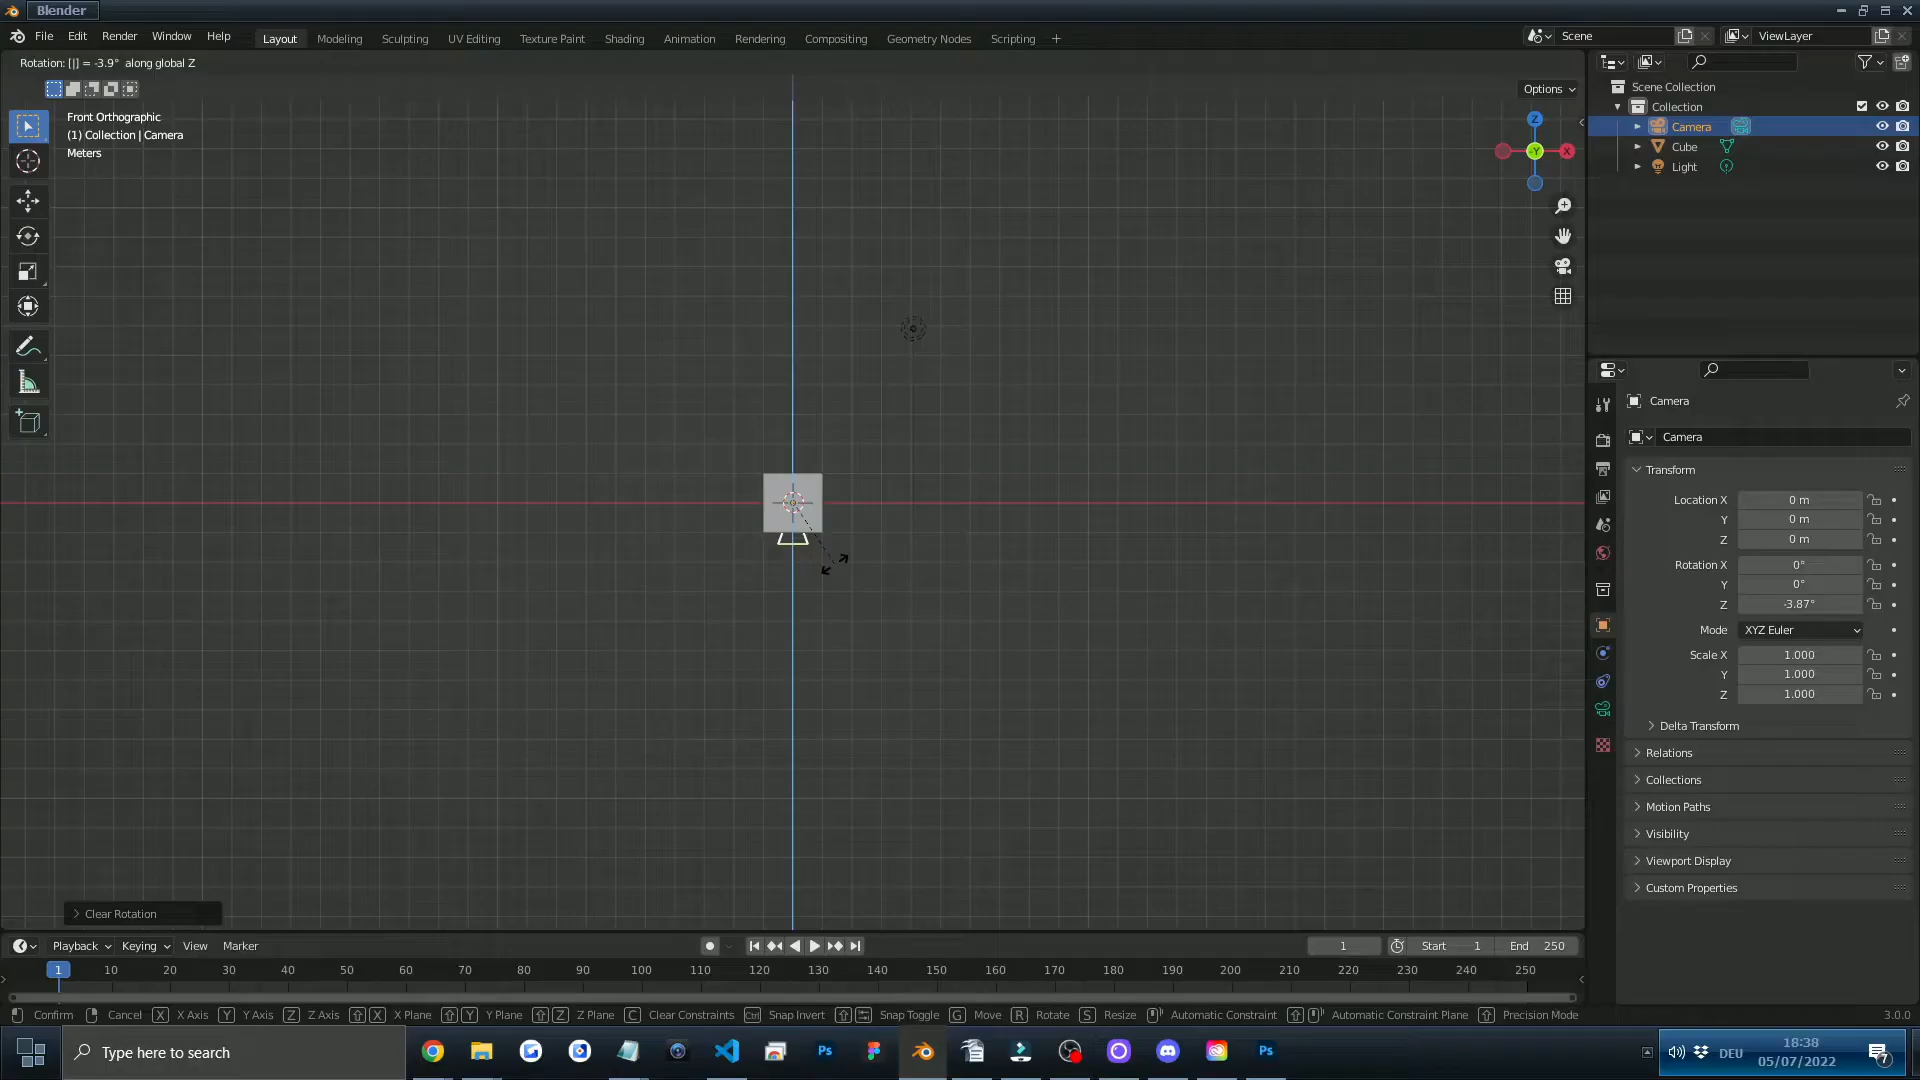 Blender
File Edit Render Window Help
Layout Modeling Sculpting UV Editing Texture Paint Shading Animation Rendering Compositing Geometry Nodes Scripting +
Scene
ViewLayer
Rotation: [|] = -3.9° along global Z
Options
Front Orthographic
(1) Collection | Camera
Meters
Z
-Y
X
Scene Collection
Collection
Camera
Cube
Light
Camera
Camera
Transform
Location X 0 m
Y 0 m
Z 0 m
Rotation X 0°
Y 0°
Z -3.87°
Mode XYZ Euler
Scale X 1.000
Y 1.000
Z 1.000
Delta Transform
Relations
Collections
Motion Paths
Visibility
Viewport Display
Custom Properties
Clear Rotation
Playback Keying View Marker
1
Start 1
End 250
1 10 20 30 40 50 60 70 80 90 100 110 120 130 140 150 160 170 180 190 200 210 220 230 240 250
Confirm Cancel X X Axis Y Y Axis Z Z Axis X X Plane Y Y Plane Z Z Plane C Clear Constraints Ctrl Snap Invert Snap Toggle G Move R Rotate S Resize Automatic Constraint Automatic Constraint Plane Precision Mode
3.0.0
Type here to search
Ps
Ps
DEU
18:38
05/07/2022
7